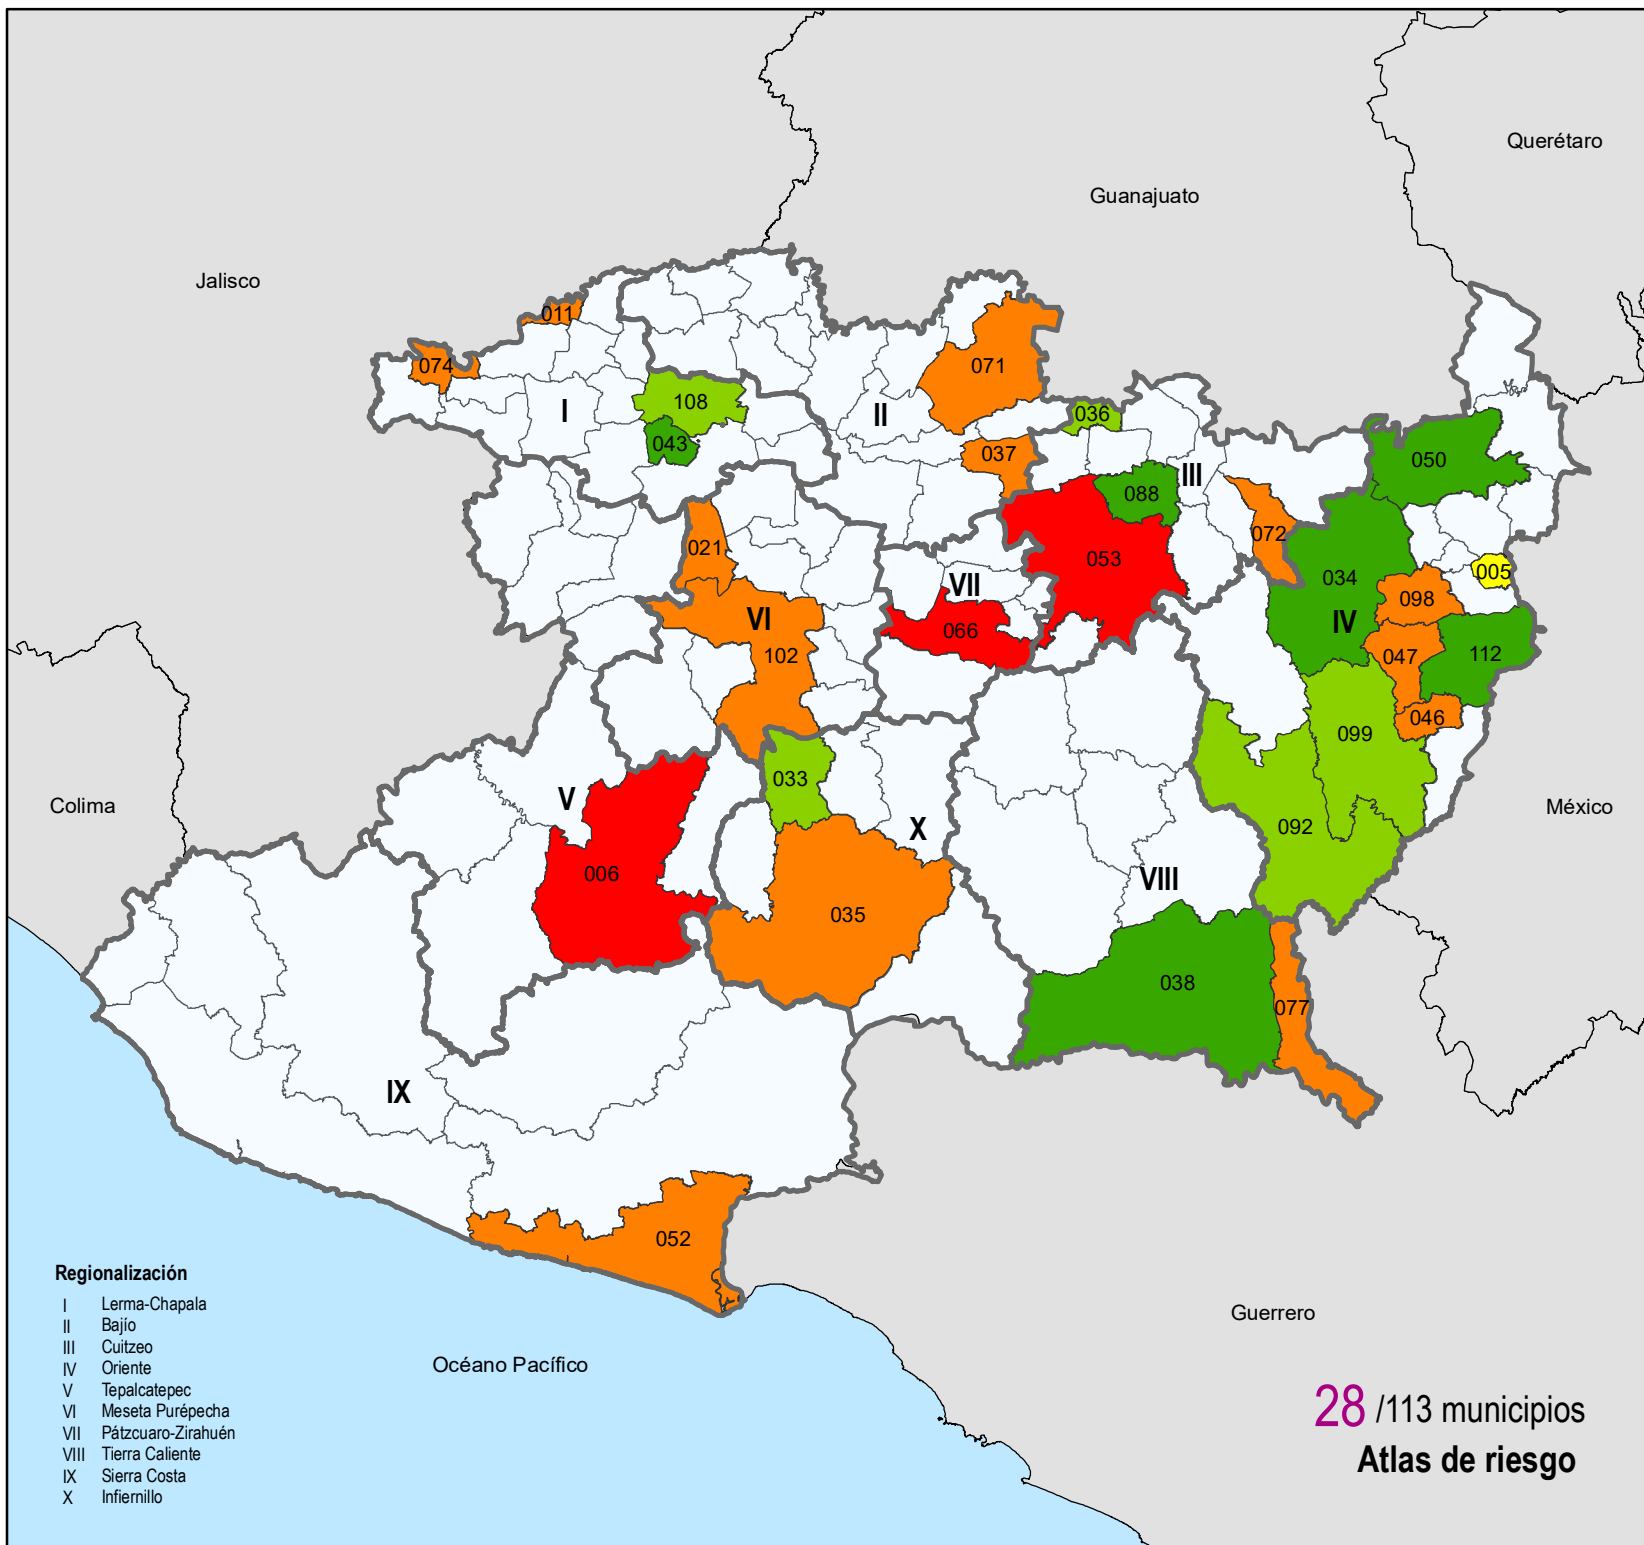 Querétaro
Guanajuato
Jalisco
011
074
071
108
I
II
036
043
037
050
III
088
021
072
053
005
034
VII
098
VI
066
IV
102
047
112
046
099
033
V
Colima
México
X
092
006
VIII
035
038
077
IX
052
Guerrero
Océano Pacífico
Regionalización
I Lerma-Chapala
II Bajío
III Cuitzeo
IV Oriente
V Tepalcatepec
VI Meseta Purépecha
VII Pátzcuaro-Zirahuén
VIII Tierra Caliente
IX Sierra Costa
X Infiernillo
28 /113 municipios
Atlas de riesgo